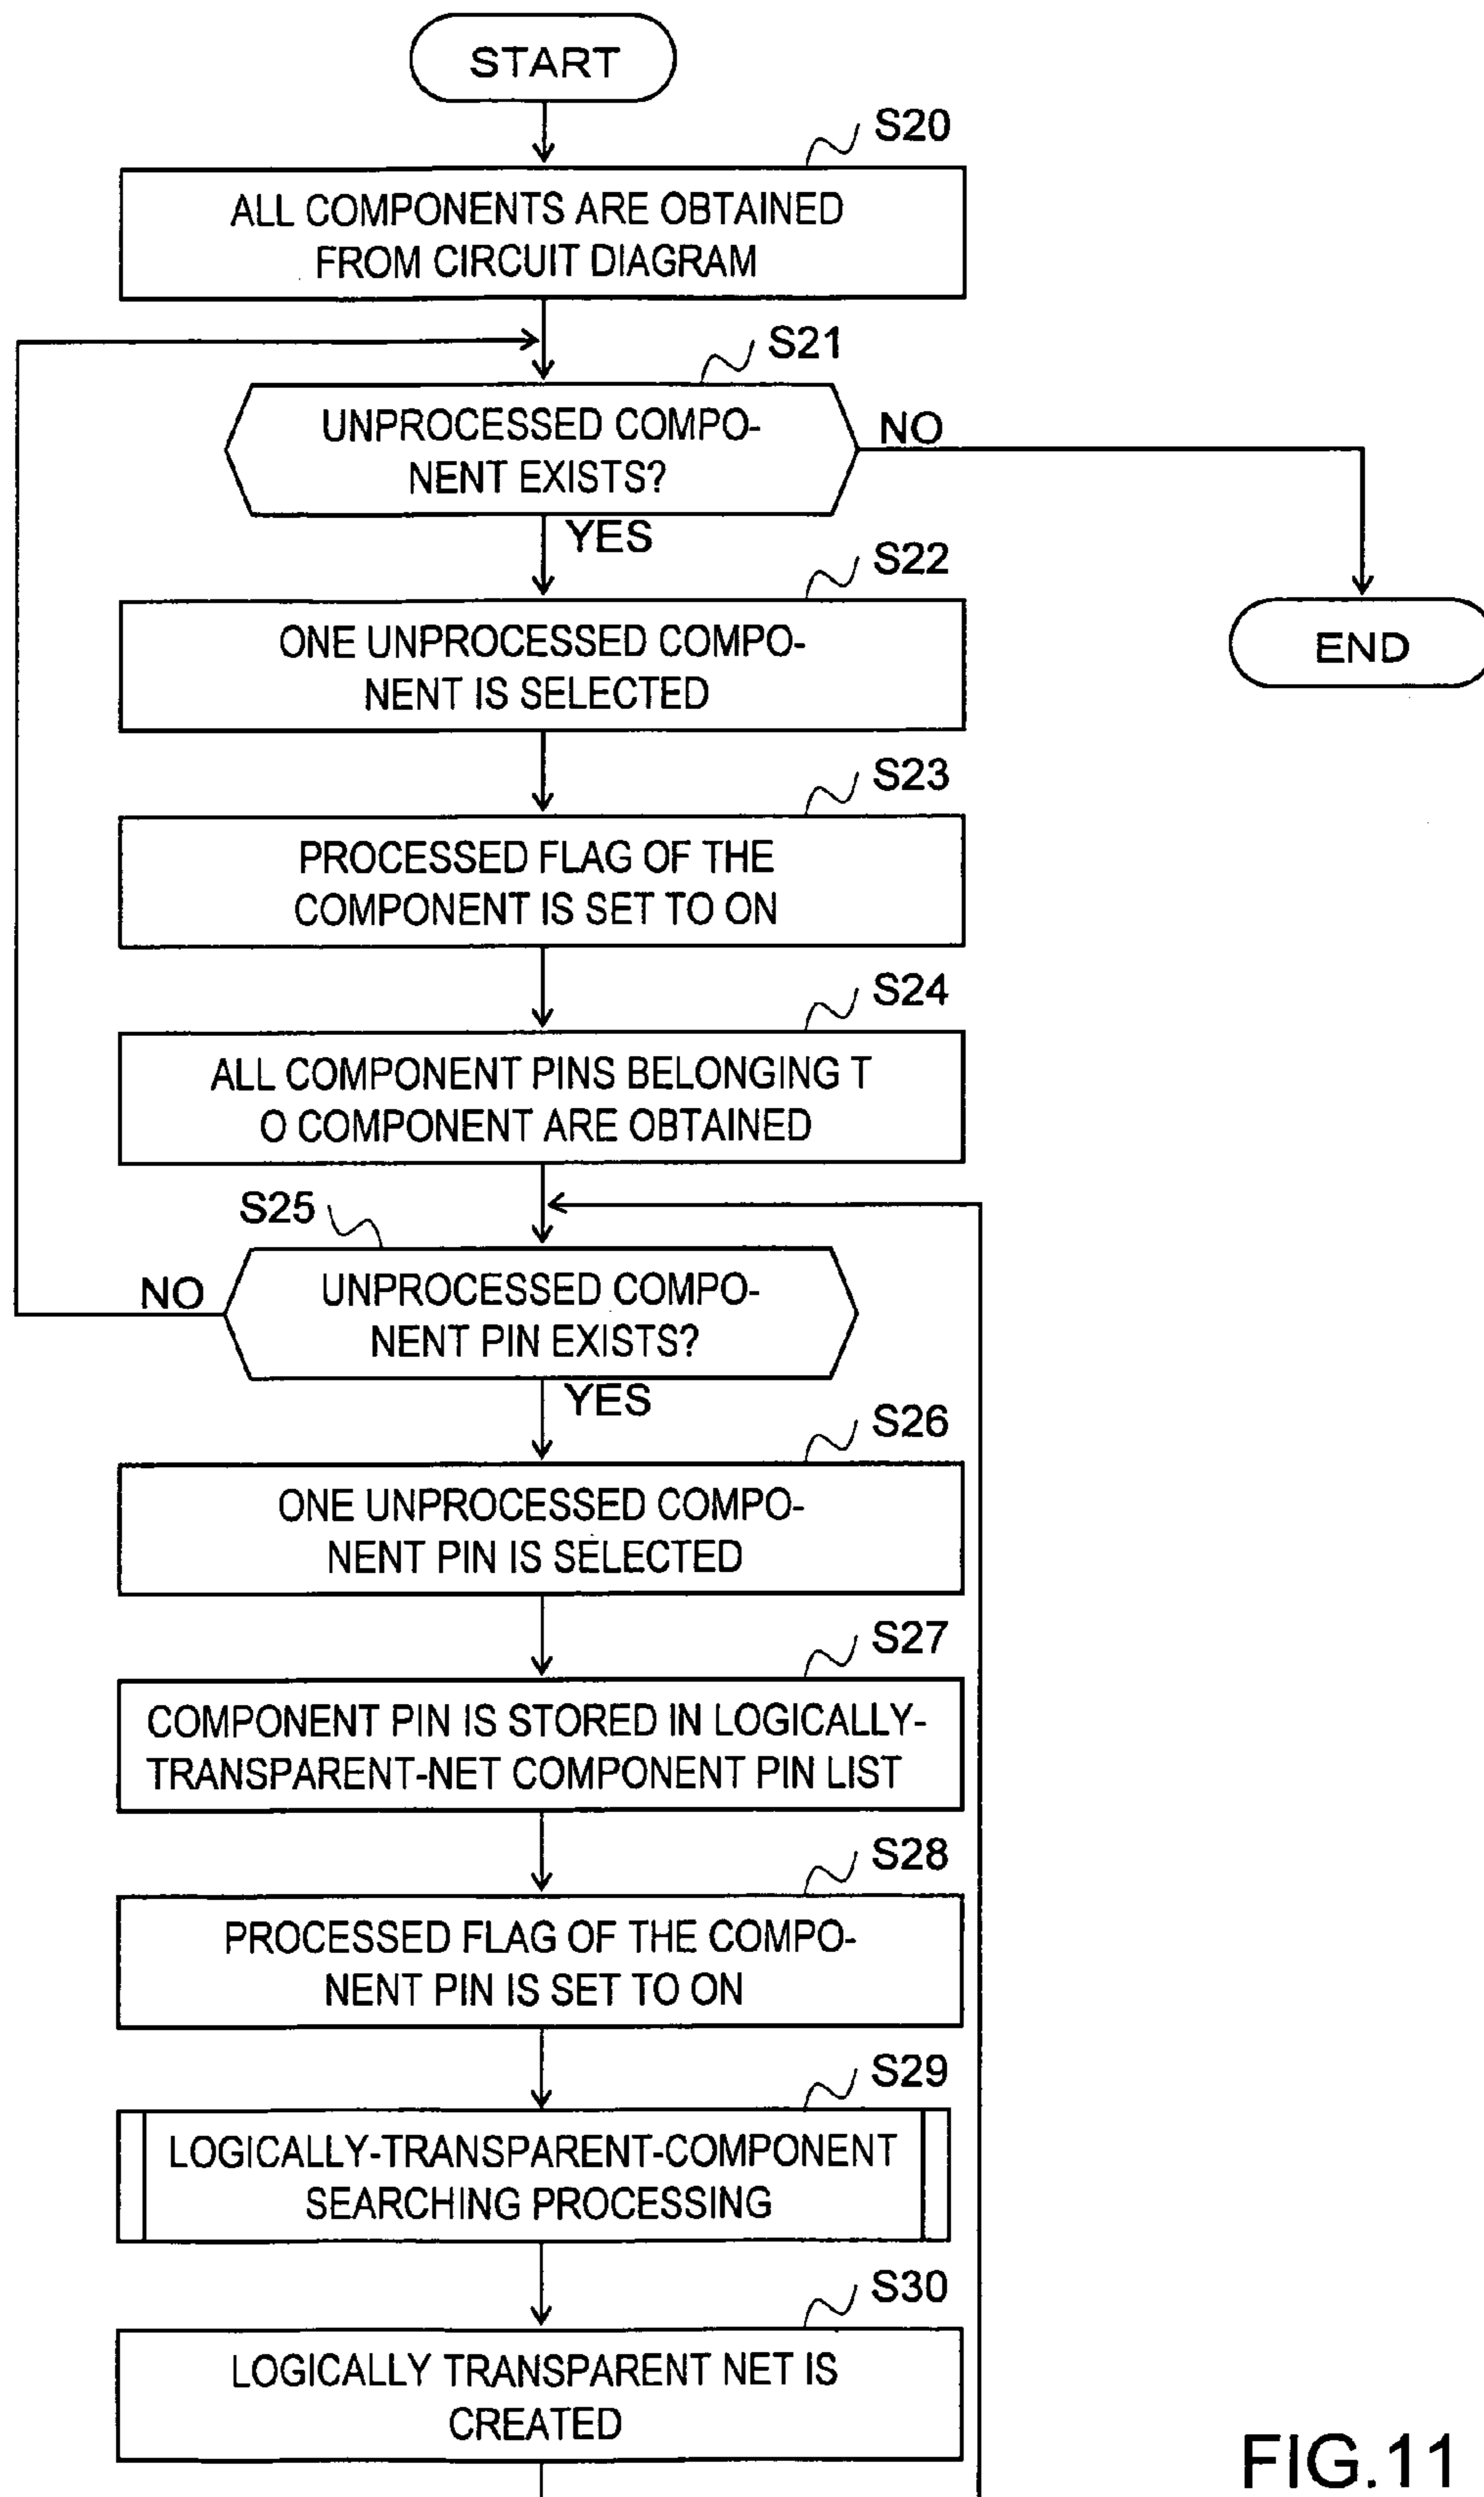 START
S20
ALL COMPONENTS ARE OBTAINED
FROM CIRCUIT DIAGRAM
S21
UNPROCESSED COMPO-
NENT EXISTS?
NO
YES
S22
ONE UNPROCESSED COMPO-
NENT IS SELECTED
END
S23
PROCESSED FLAG OF THE
COMPONENT IS SET TO ON
S24
ALL COMPONENT PINS BELONGING T
O COMPONENT ARE OBTAINED
S25
UNPROCESSED COMPO-
NENT PIN EXISTS?
NO
YES
S26
ONE UNPROCESSED COMPO-
NENT PIN IS SELECTED
S27
COMPONENT PIN IS STORED IN LOGICALLY-
TRANSPARENT-NET COMPONENT PIN LIST
S28
PROCESSED FLAG OF THE COMPO-
NENT PIN IS SET TO ON
S29
LOGICALLY-TRANSPARENT-COMPONENT
SEARCHING PROCESSING
S30
LOGICALLY TRANSPARENT NET IS
CREATED
FIG.11